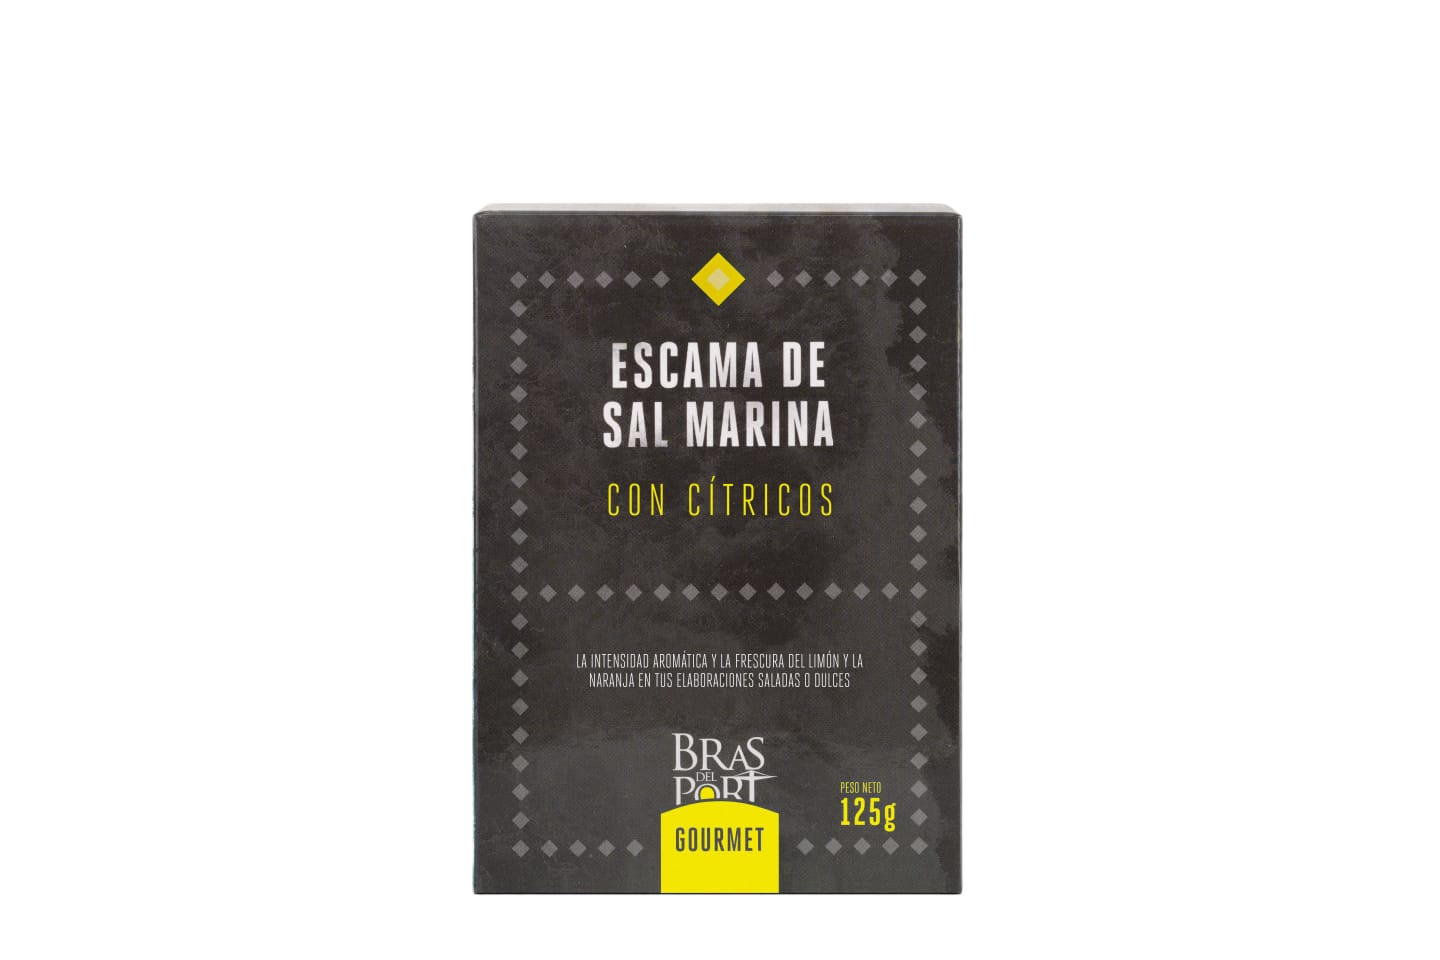 ESCAMA DE
SAL MARINA
CON CÍTRICOS
LA INTENSIDAD AROMÁTICA Y LA FRESCURA DEL LIMÓN Y LA
NARANJA EN TUS ELABORACIONES SALADAS O DULCES
BRAS
DEL
PORT
GOURMET
PESO NETO
125g